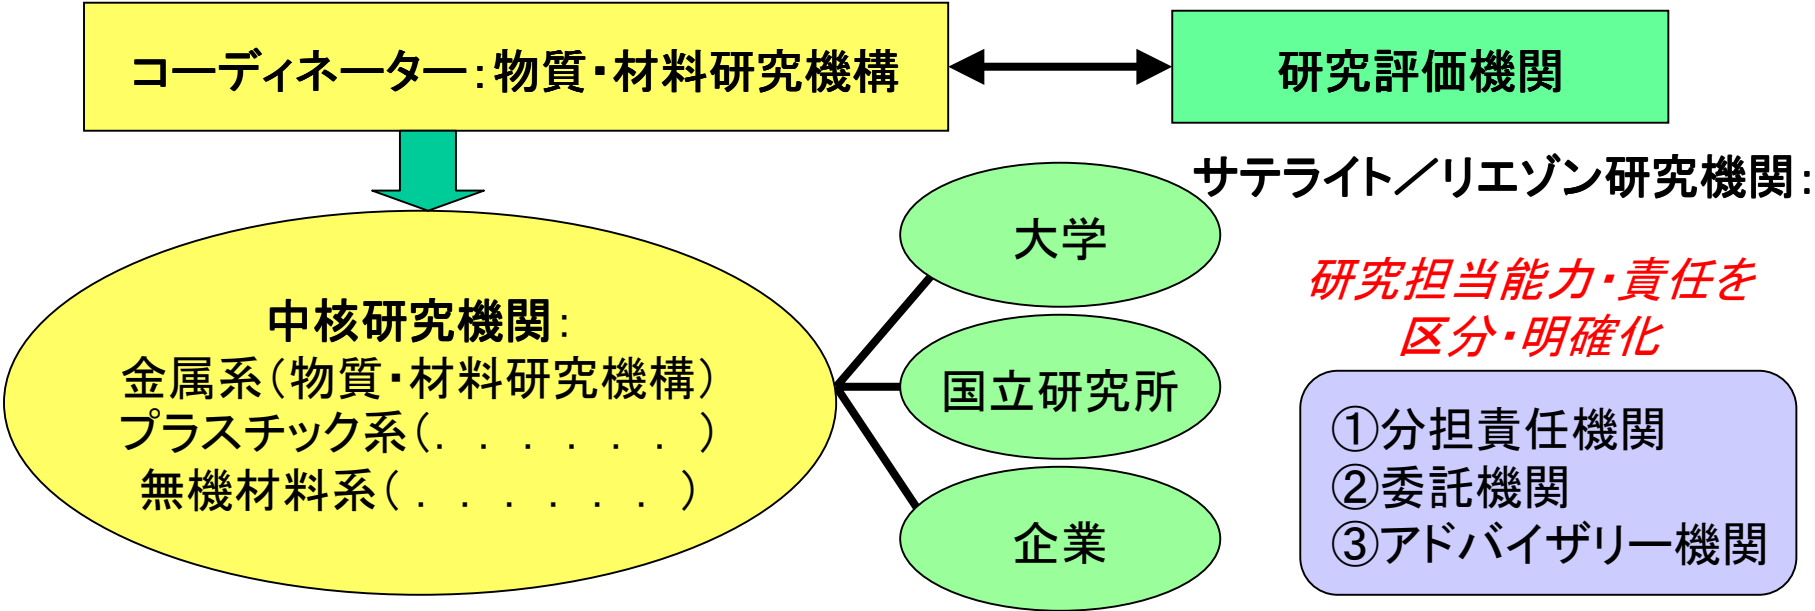 コーディネーター：物質・材料研究機構
研究評価機関
サテライト／リエゾン研究機関：
中核研究機関：
金属系（物質・材料研究機構）
プラスチック系（．．．．．．）
無機材料系（．．．．．．）
大学
国立研究所
企業
研究担当能力・責任を
区分・明確化
①分担責任機関
②委託機関
③アドバイザリー機関